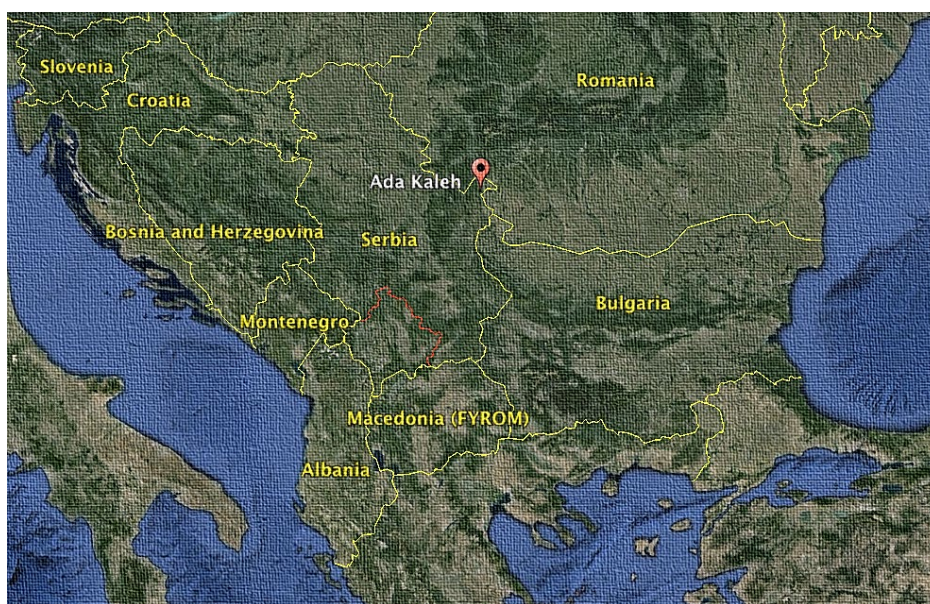 Slovenia
Romania
Croatia
Ada Kaleh
Bosnia and Herzegovina
Serbia
Bulgaria
Montenegro
Macedonia (FYROM)
Albania